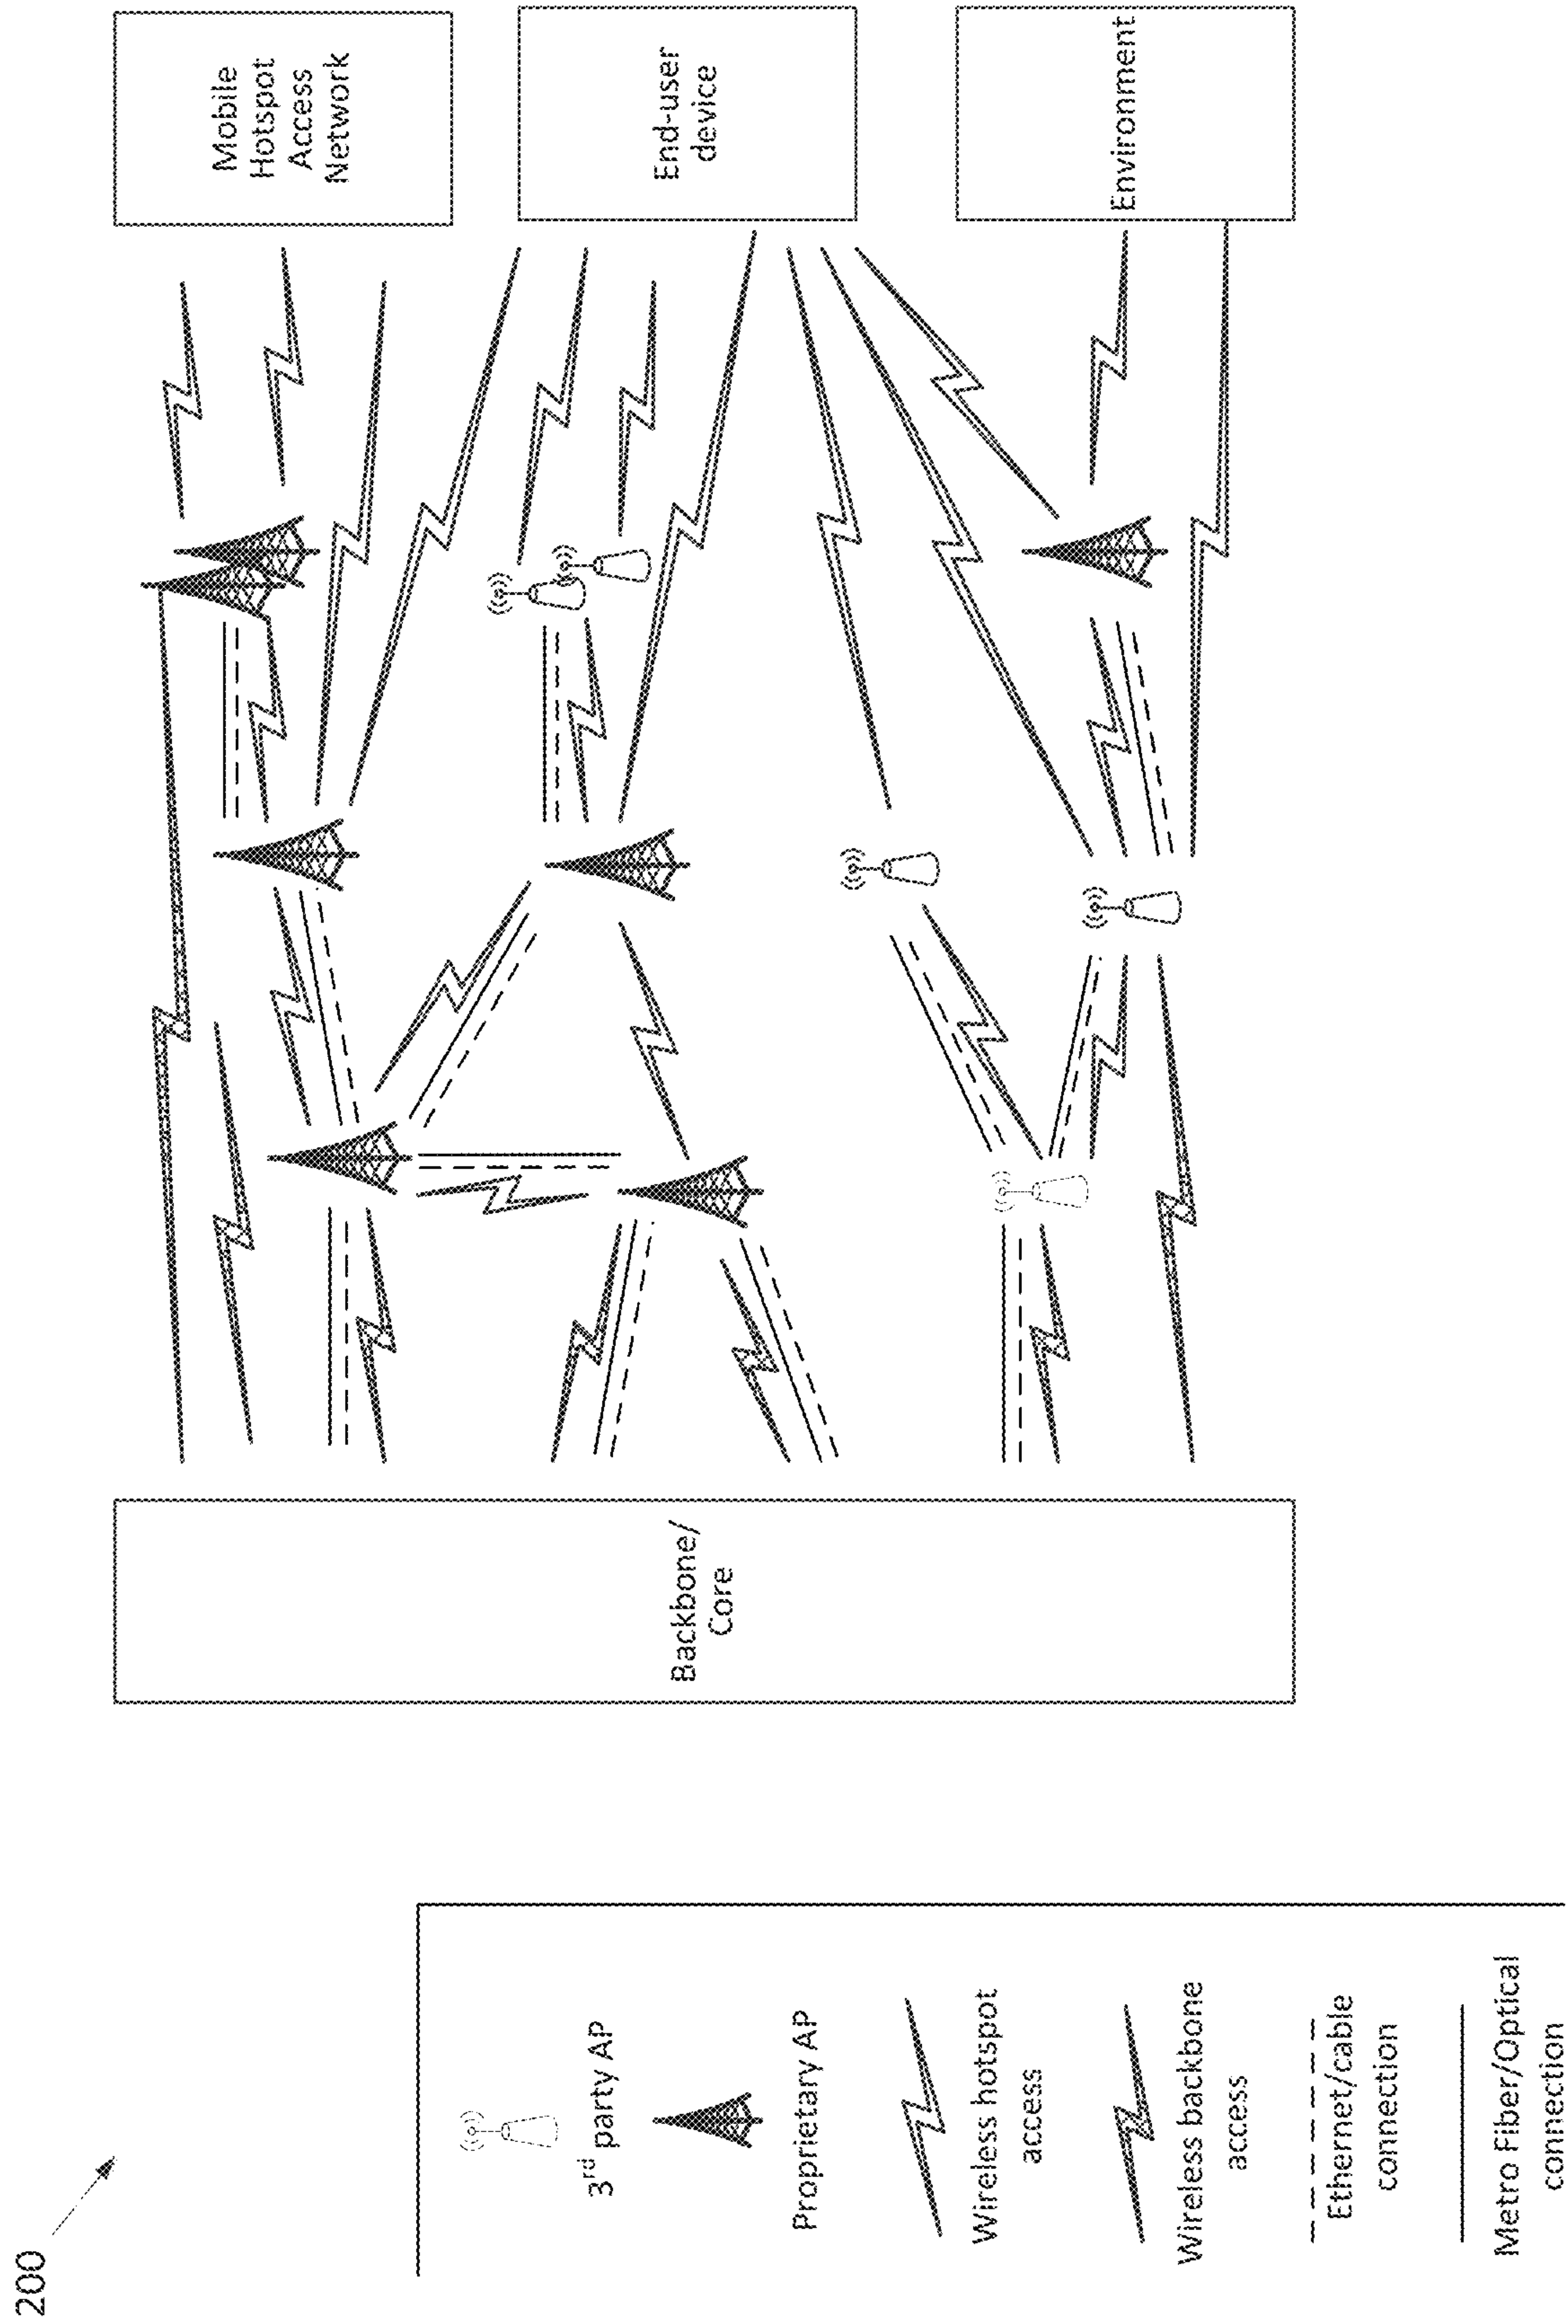 200
Mobile
Hotspot
Access
Network
End-user
device
Environment
Backbone/
Core
3rd party AP
Proprietary AP
Wireless hotspot
access
Wireless backbone
access
Ethernet/cable
connection
Metro Fiber/Optical
connection